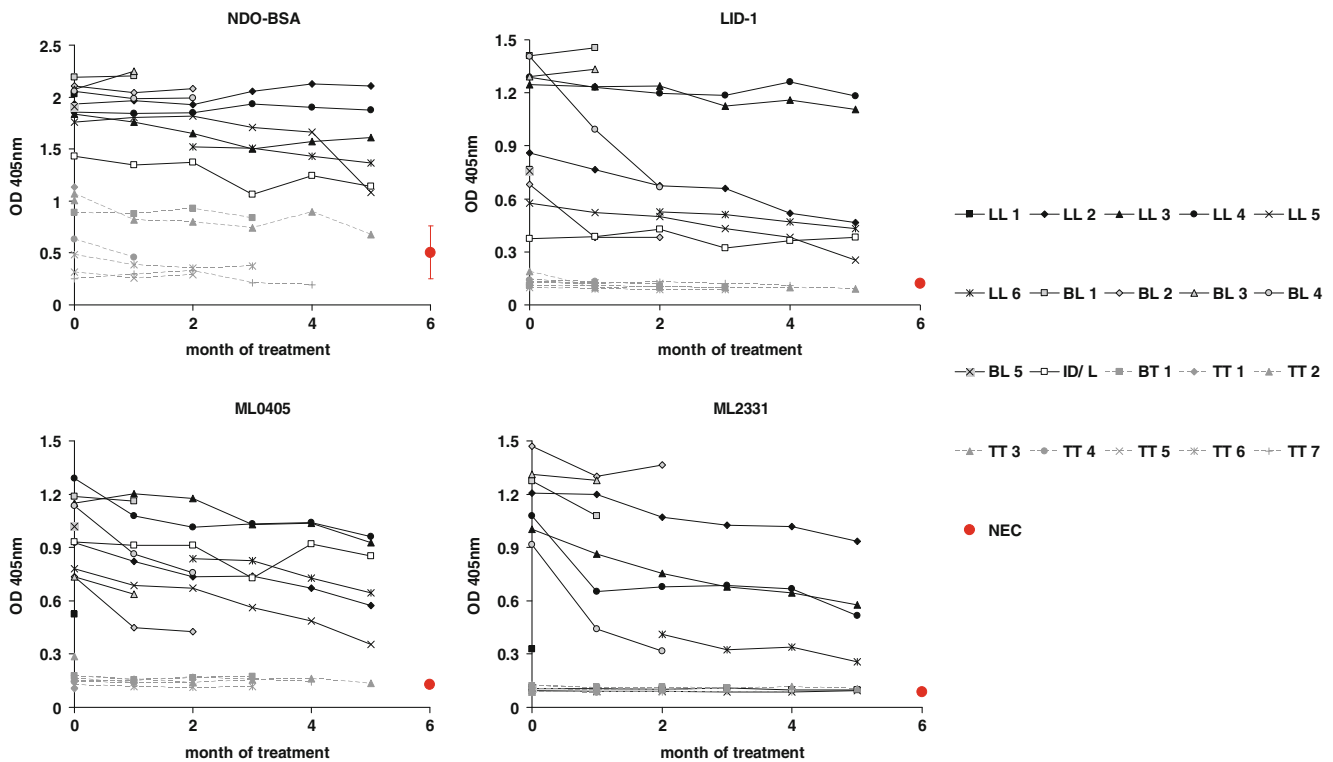 NDO-BSA
2.5
2
1.5
1
0.5
0
OD 405nm
0 2 4 6
month of treatment
LID-1
1.5
1.2
0.9
0.6
0.3
0
OD 405nm
0 2 4 6
month of treatment
ML0405
1.5
1.2
0.9
0.6
0.3
0
OD 405nm
0 2 4 6
month of treatment
ML2331
1.5
1.2
0.9
0.6
0.3
0
OD 405nm
0 2 4 6
month of treatment
LL 1 LL 2 LL 3 LL 4 LL 5
LL 6 BL 1 BL 2 BL 3 BL 4
BL 5 ID/ L BT 1 TT 1 TT 2
TT 3 TT 4 TT 5 TT 6 TT 7
NEC